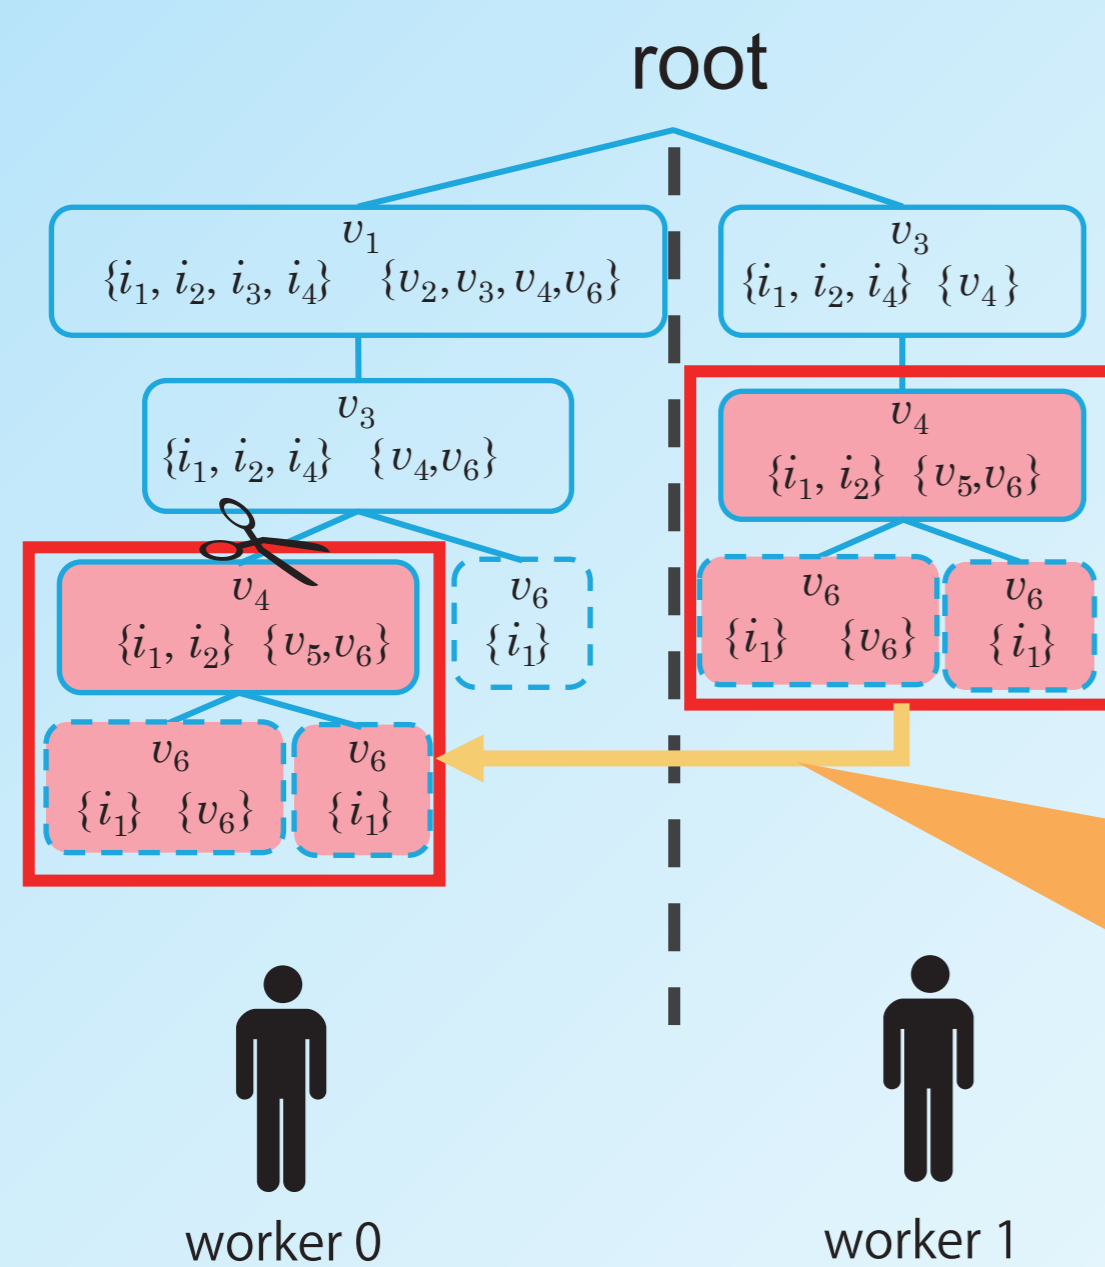 root
v₁
{i₁, i₂, i₃, i₄} {v₂,v₃,v₄,v₆}
v₃
{i₁, i₂, i₄} {v₄,v₆}
v₄
{i₁, i₂} {v₅,v₆}
v₆
{i₁} {v₆}
v₆
{i₁}
v₆
{i₁}
worker 0
v₃
{i₁, i₂, i₄} {v₄}
v₄
{i₁, i₂} {v₅,v₆}
v₆
{i₁} {v₆}
v₆
{i₁}
worker 1